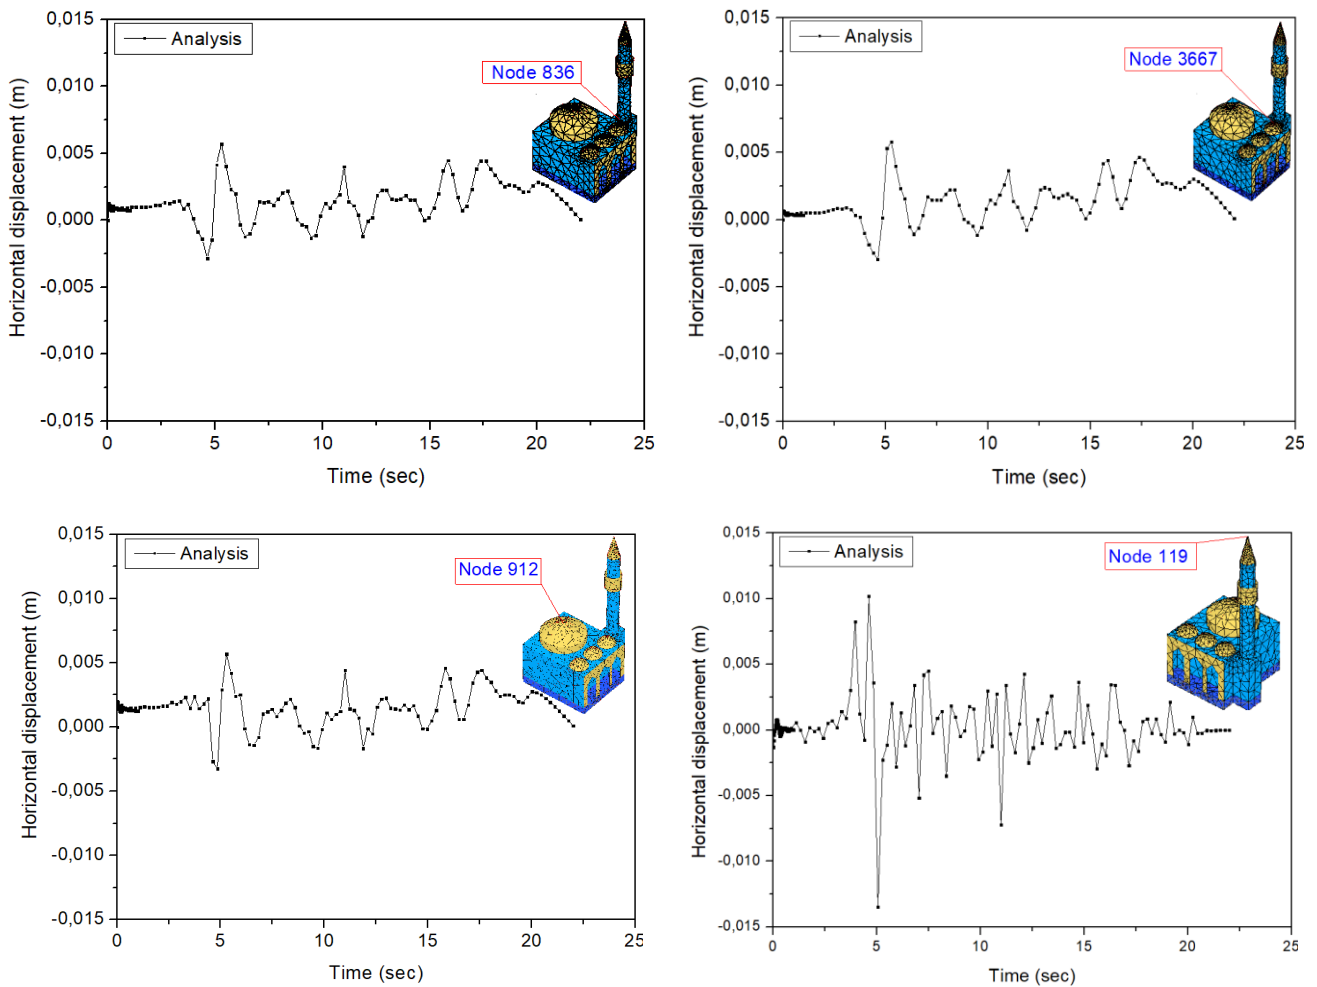 0,015
0,010
0,005
0,000
-0,005
-0,010
-0,015
Horizontal displacement (m)
Analysis
Node 836
0 5 10 15 20 25
Time (sec)
0,015
0,010
0,005
0,000
-0,005
-0,010
-0,015
Horizontal displacement (m)
Analysis
Node 3667
0 5 10 15 20 25
Time (sec)
0,015
0,010
0,005
0,000
-0,005
-0,010
-0,015
Horizontal displacement (m)
Analysis
Node 912
0 5 10 15 20 25
Time (sec)
0,015
0,010
0,005
0,000
-0,005
-0,010
-0,015
Horizontal displacement (m)
Analysis
Node 119
0 5 10 15 20 25
Time (sec)